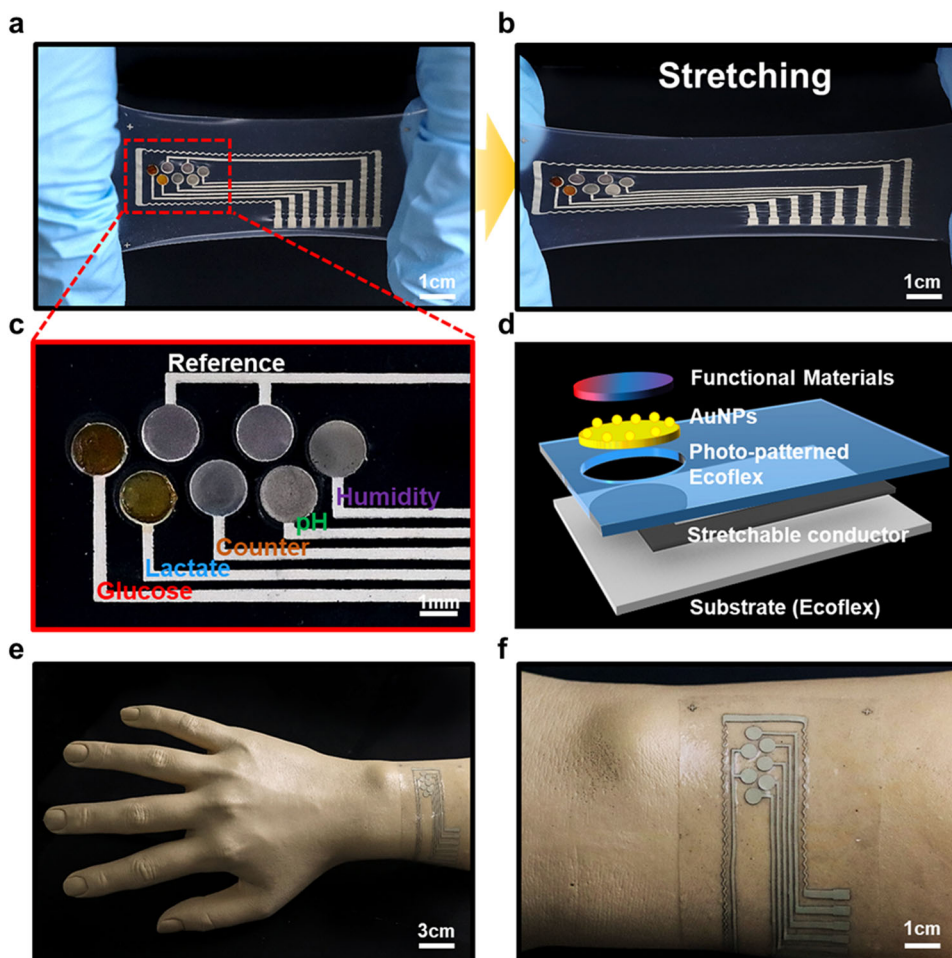 a
b
Stretching
1cm
1cm
c
d
Reference
Humidity
pH
Counter
Lactate
Glucose
1mm
Functional Materials
AuNPs
Photo-patterned
Ecoflex
Stretchable conductor
Substrate (Ecoflex)
e
f
3cm
1cm